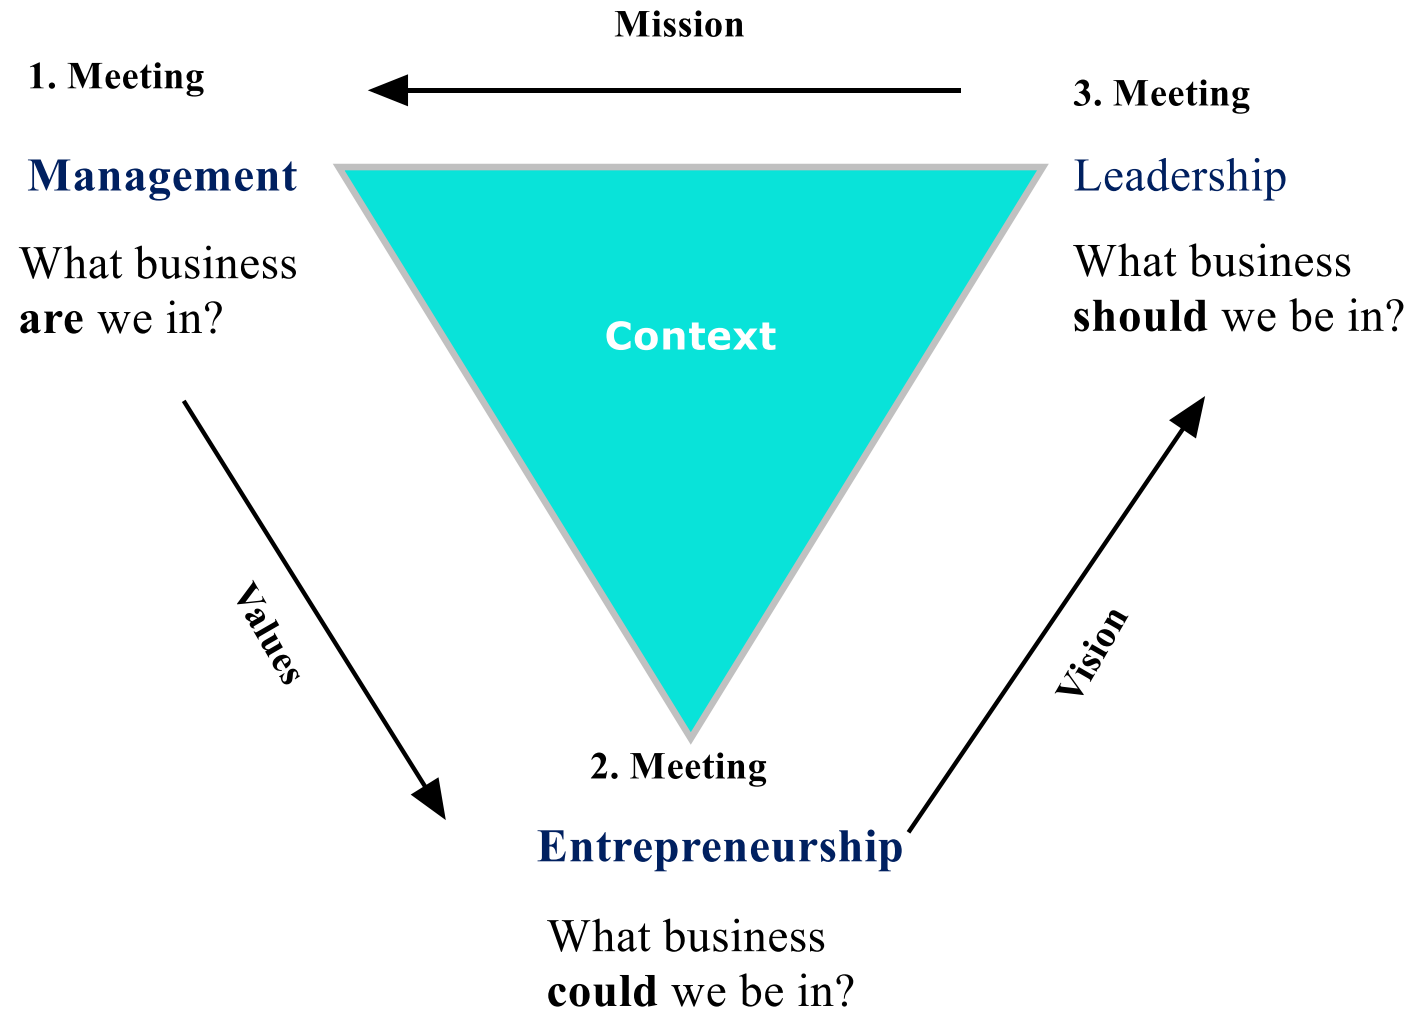 Mission
1. Meeting
3. Meeting
Management
Leadership
What business
are we in?
What business
should we be in?
Context
Values
Vision
2. Meeting
Entrepreneurship
What business
could we be in?